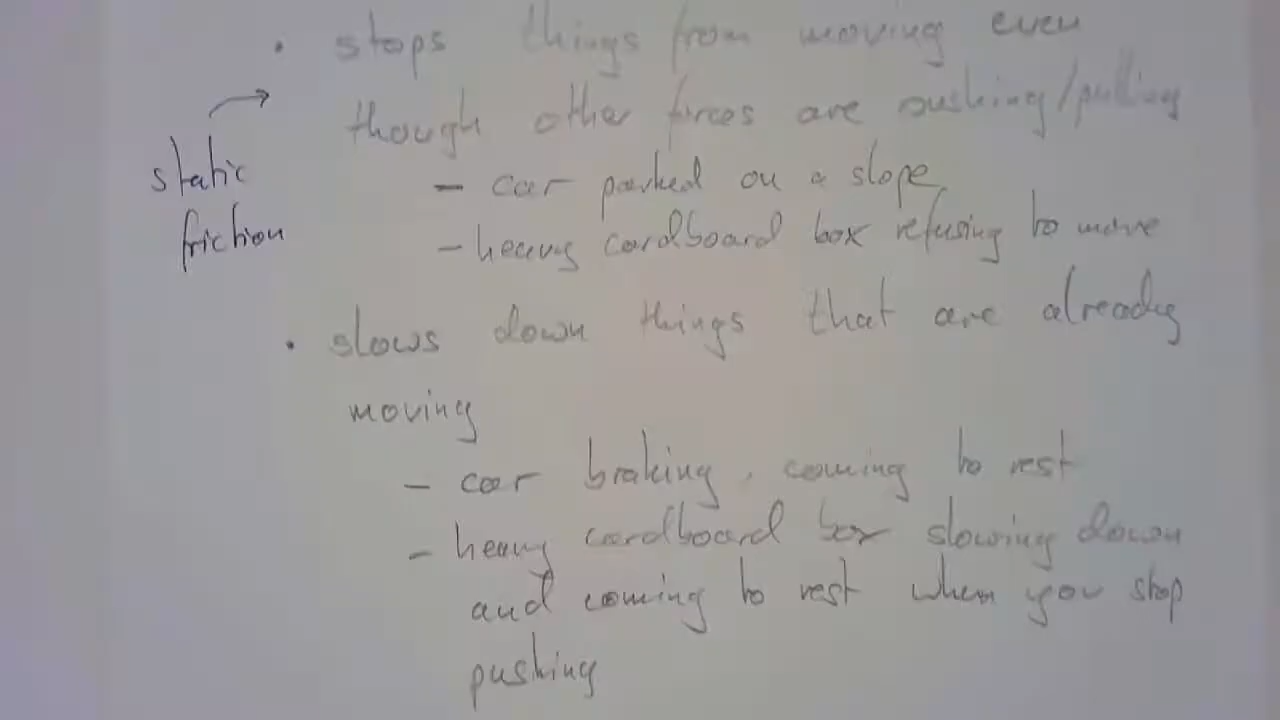 • stops things from moving even
though other forces are pushing/pulling
static
friction
- car parked on a slope
- heavy cardboard box refusing to move
• slows down things that are already
moving
- car braking, coming to rest
- heavy cardboard box slowing down
and coming to rest when you stop
pushing